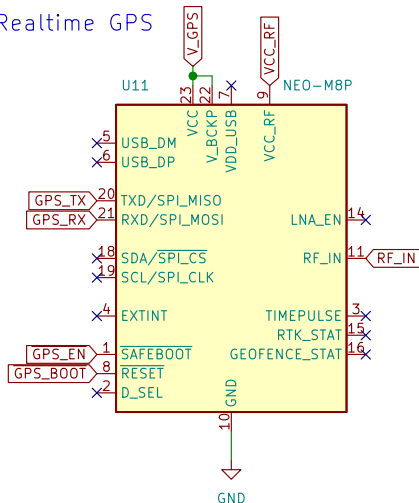 Realtime GPS
V_GPS
VCC_RF
U11
NEO-M8P
23
22
7
9
VCC
V_BCKP
VDD_USB
VCC_RF
5
USB_DM
6
USB_DP
GPS_TX
20
TXD/SPI_MISO
GPS_RX
21
RXD/SPI_MOSI
LNA_EN
14
18
SDA/SPI_CS
RF_IN
11
RF_IN
19
SCL/SPI_CLK
4
EXTINT
TIMEPULSE
3
RTK_STAT
15
GPS_EN
1
SAFEBOOT
GEOFENCE_STAT
16
GPS_BOOT
8
RESET
2
D_SEL
GND
10
GND